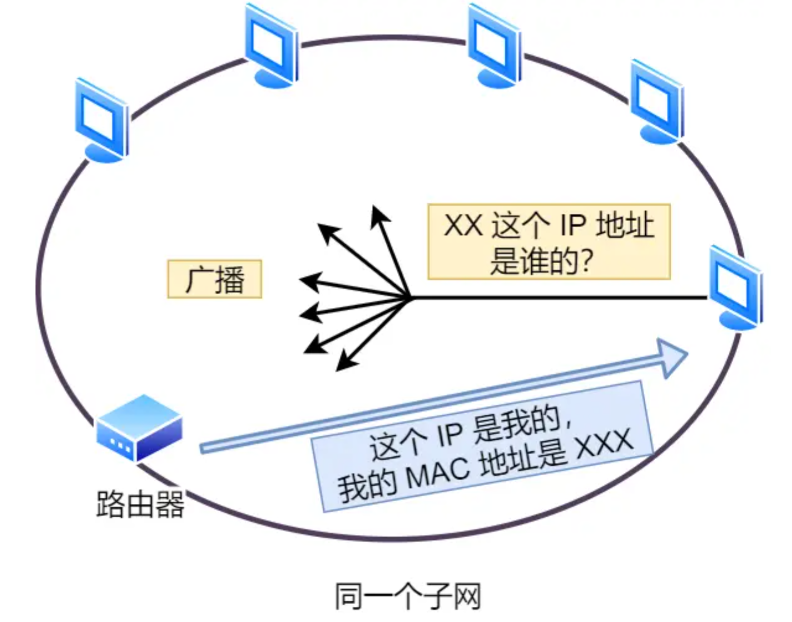 XX 这个 IP 地址
是谁的？
广播
这个 IP 是我的，
我的 MAC 地址是 XXX
路由器
同一个子网